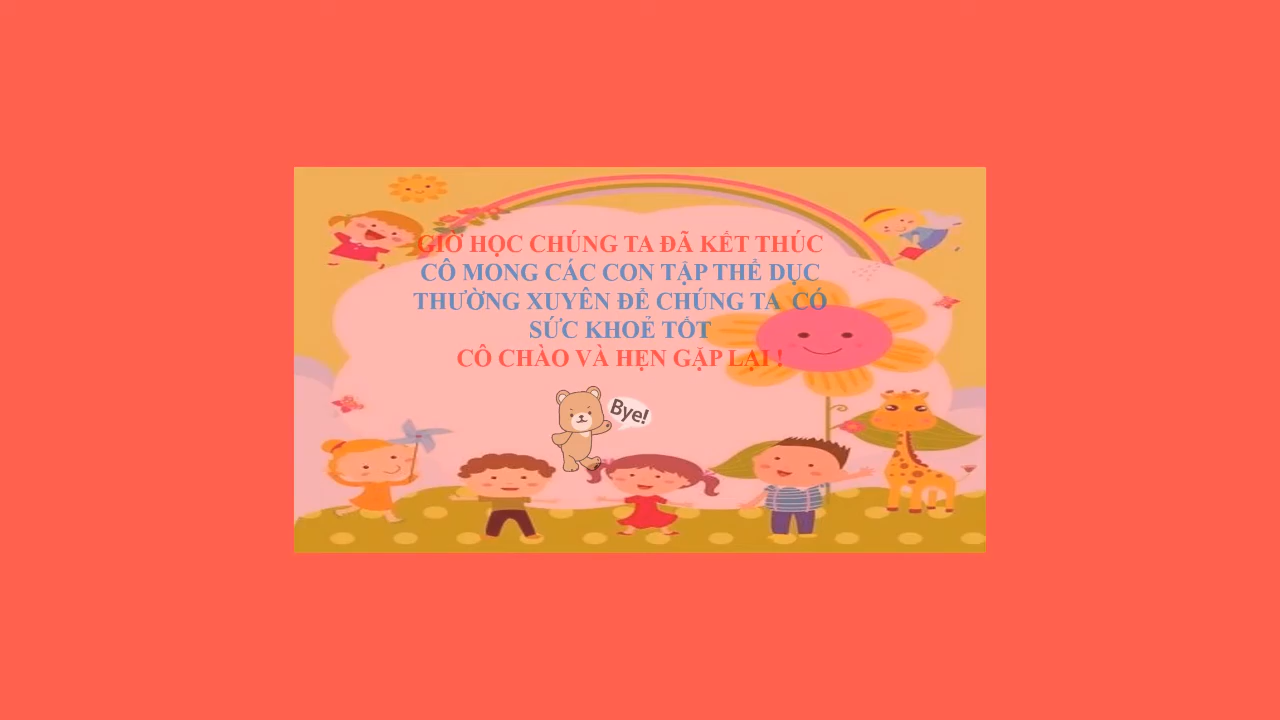 GIỜ HỌC CHÚNG TA ĐÃ KẾT THÚC
CÔ MONG CÁC CON TẬP THỂ DỤC
THƯỜNG XUYÊN ĐỂ CHÚNG TA CÓ
SỨC KHOẺ TỐT
CÔ CHÀO VÀ HẸN GẶP LẠI !
Bye!